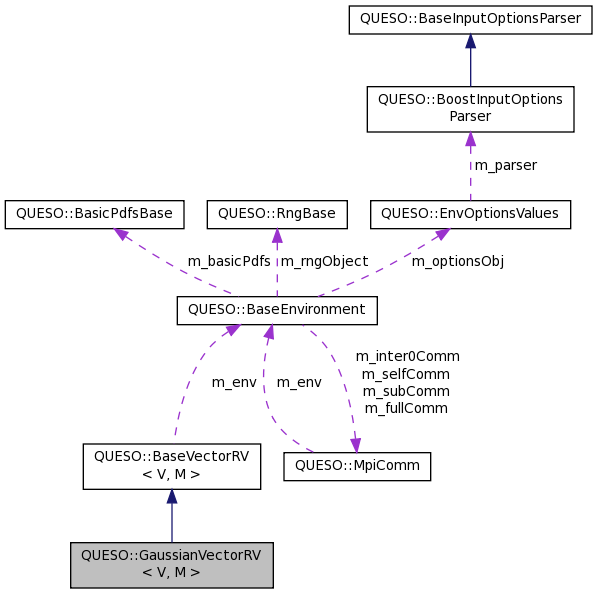 QUESO::BaseInputOptionsParser
QUESO::BoostInputOptions
Parser
m_parser
QUESO::BasicPdfsBase
QUESO::RngBase
QUESO::EnvOptionsValues
m_basicPdfs
m_rngObject
m_optionsObj
QUESO::BaseEnvironment
m_inter0Comm
m_selfComm
m_subComm
m_fullComm
m_env
m_env
QUESO::BaseVectorRV
< V, M >
QUESO::MpiComm
QUESO::GaussianVectorRV
< V, M >